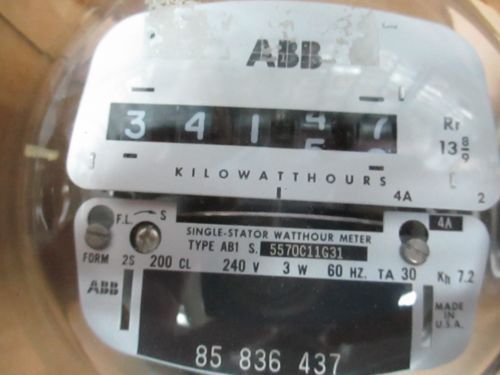 ABB
3 4 1 4 7
Rr
13 8/9
KILOWATTHOURS
4A 2
F.L. S
4A
SINGLE-STATOR WATTHOUR METER
TYPE AB1 S. 5570C11G31
FORM 2S 200 CL 240 V 3 W 60 HZ. TA 30 Kh 7.2
ABB
MADE
IN
U.S.A.
85 836 437